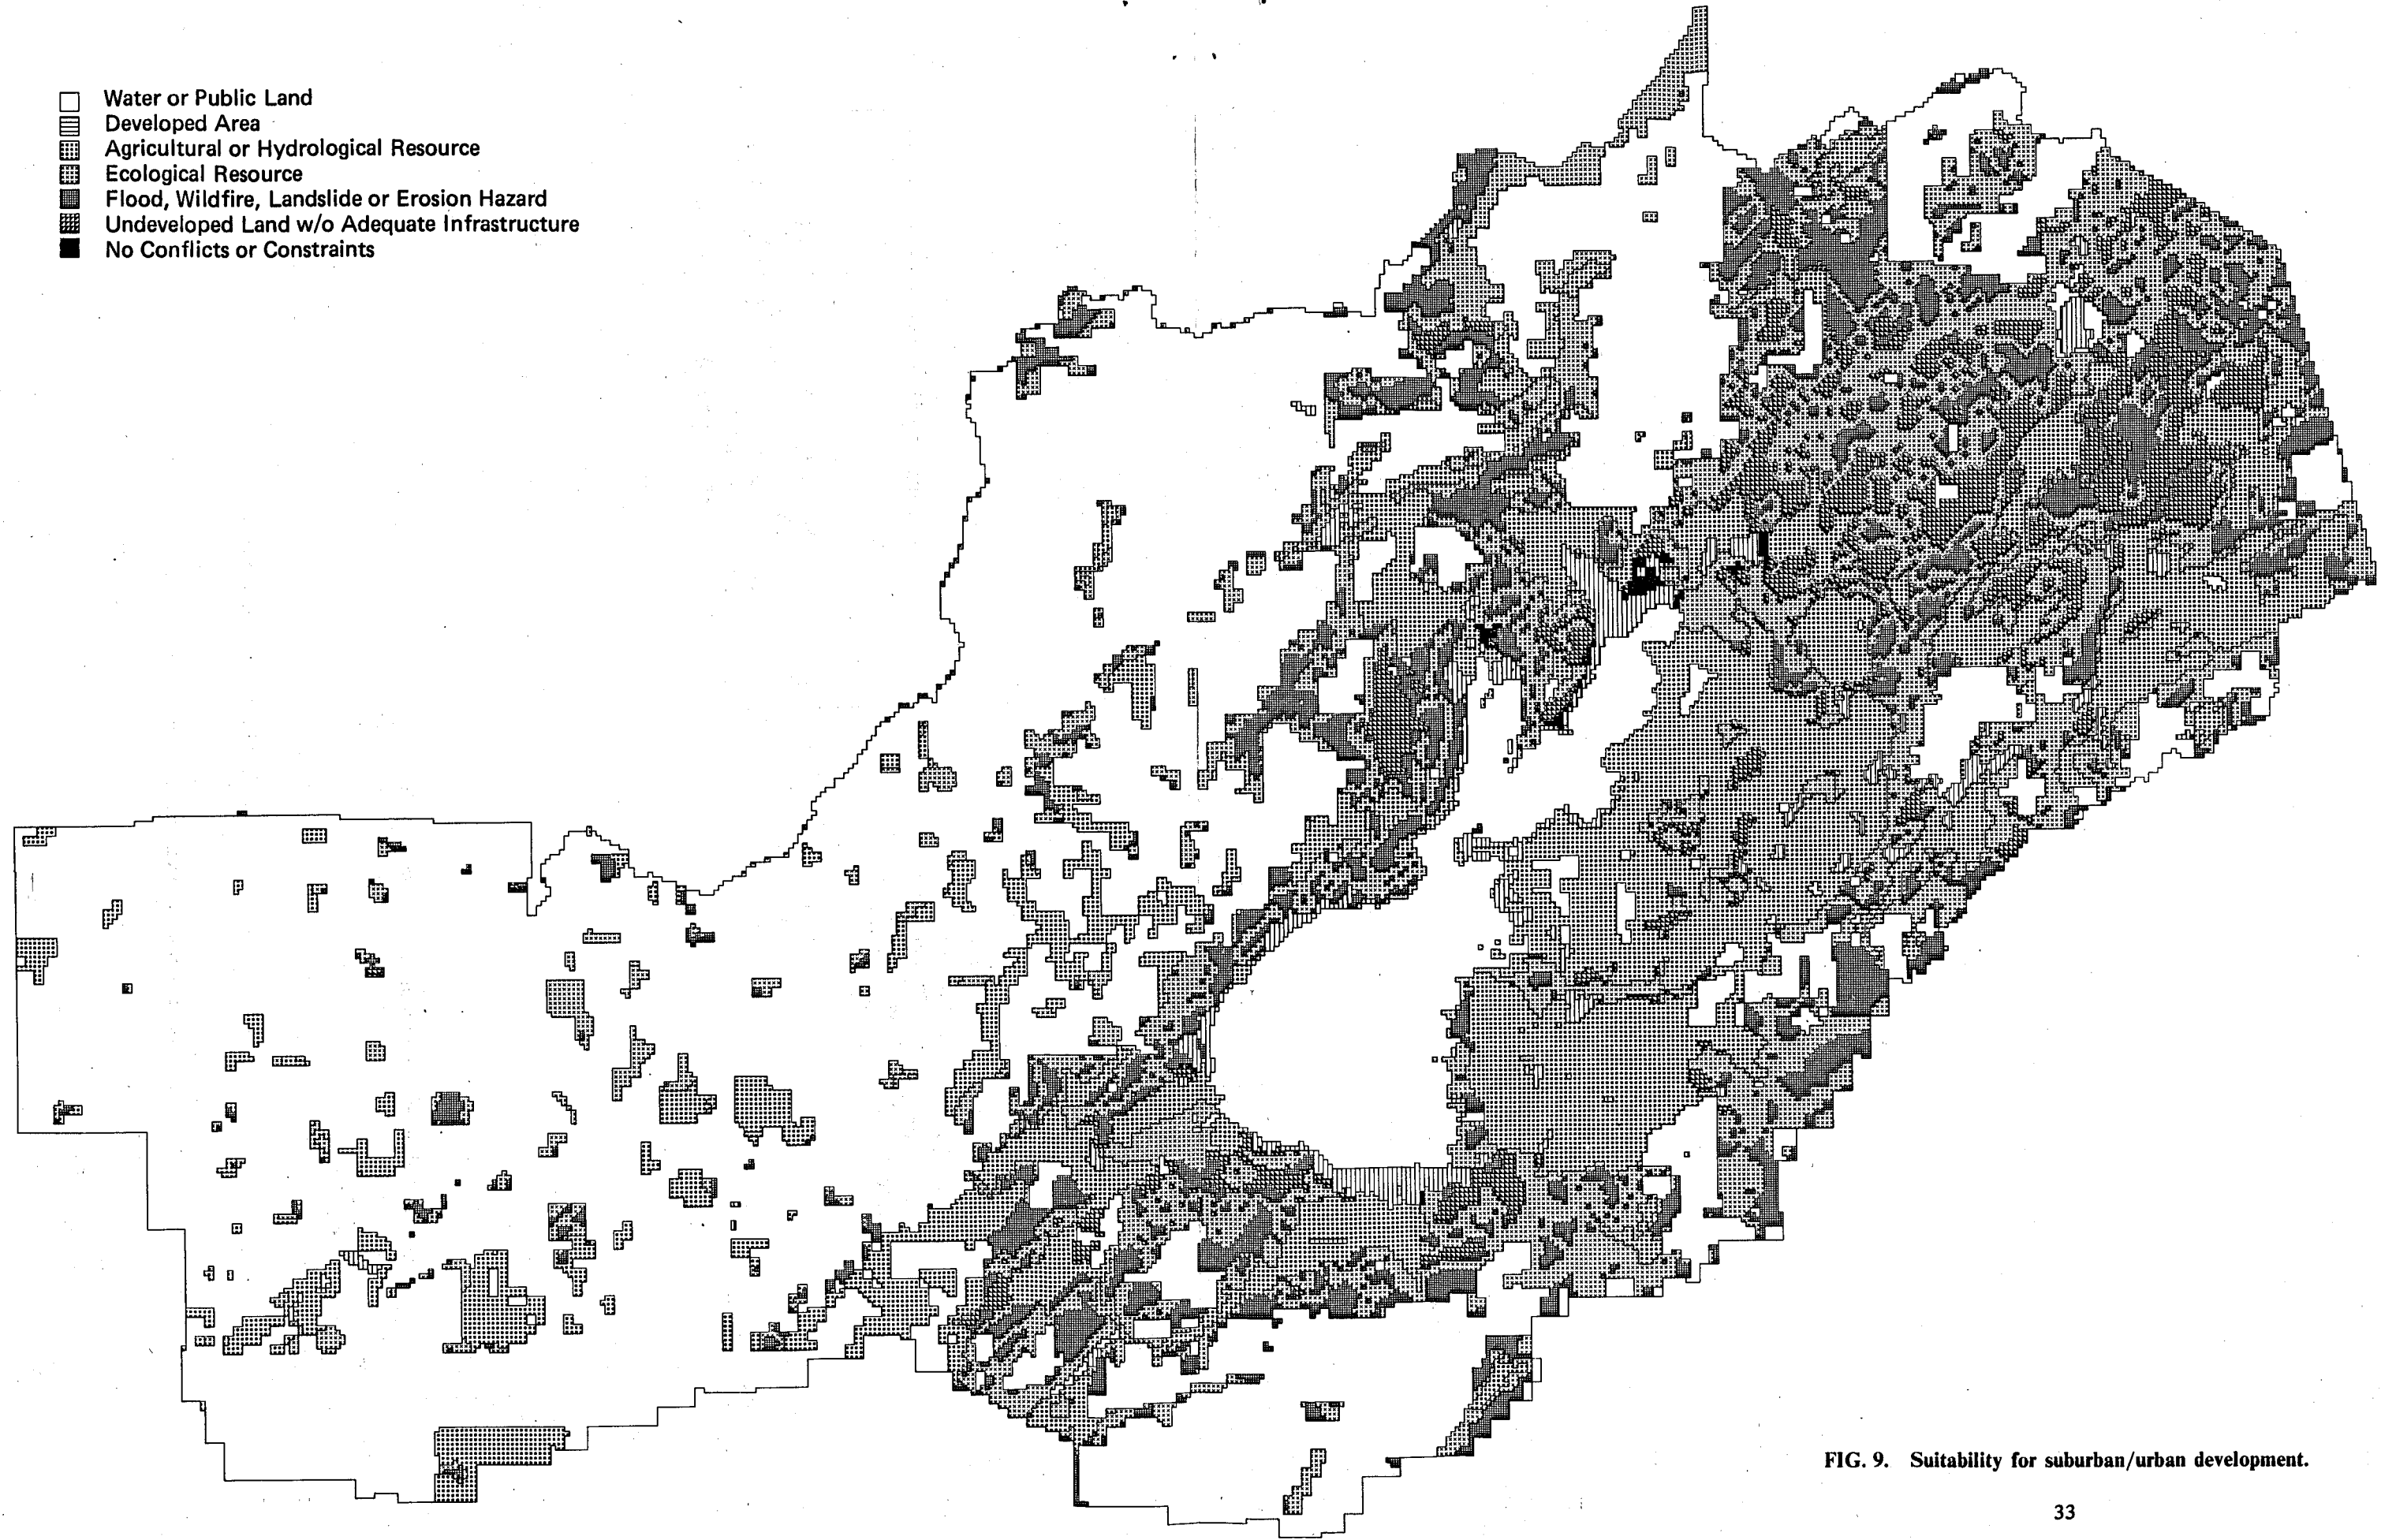 Water or Public Land
Developed Area
Agricultural or Hydrological Resource
Ecological Resource
Flood, Wildfire, Landslide or Erosion Hazard
Undeveloped Land w/o Adequate Infrastructure
No Conflicts or Constraints
FIG. 9. Suitability for suburban/urban development.
33